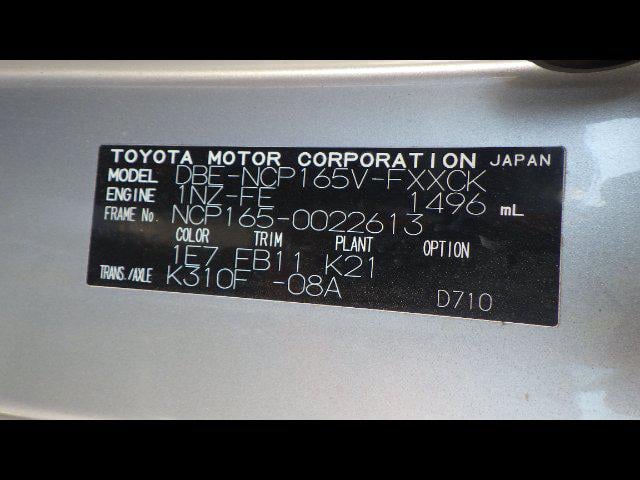 TOYOTA MOTOR CORPORATION JAPAN
MODEL DBE-NCP165V-FXXCK
ENGINE 1NZ-FE 1496 mL
FRAME No. NCP165-0022613
COLOR TRIM PLANT OPTION
1E7 FB11 K21
TRANS./AXLE K310F -08A
D710